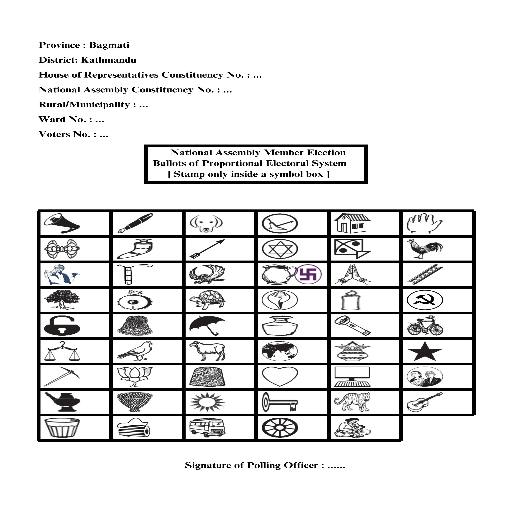 Province : Bagmati
District: Kathmandu
House of Representatives Constituency No. : ...
National Assembly Constituency No. : ...
Rural/Municipality : ...
Ward No. : ...
Voters No. : ...
National Assembly Member Election
Ballots of Proportional Electoral System
[ Stamp only inside a symbol box ]
Signature of Polling Officer : ......